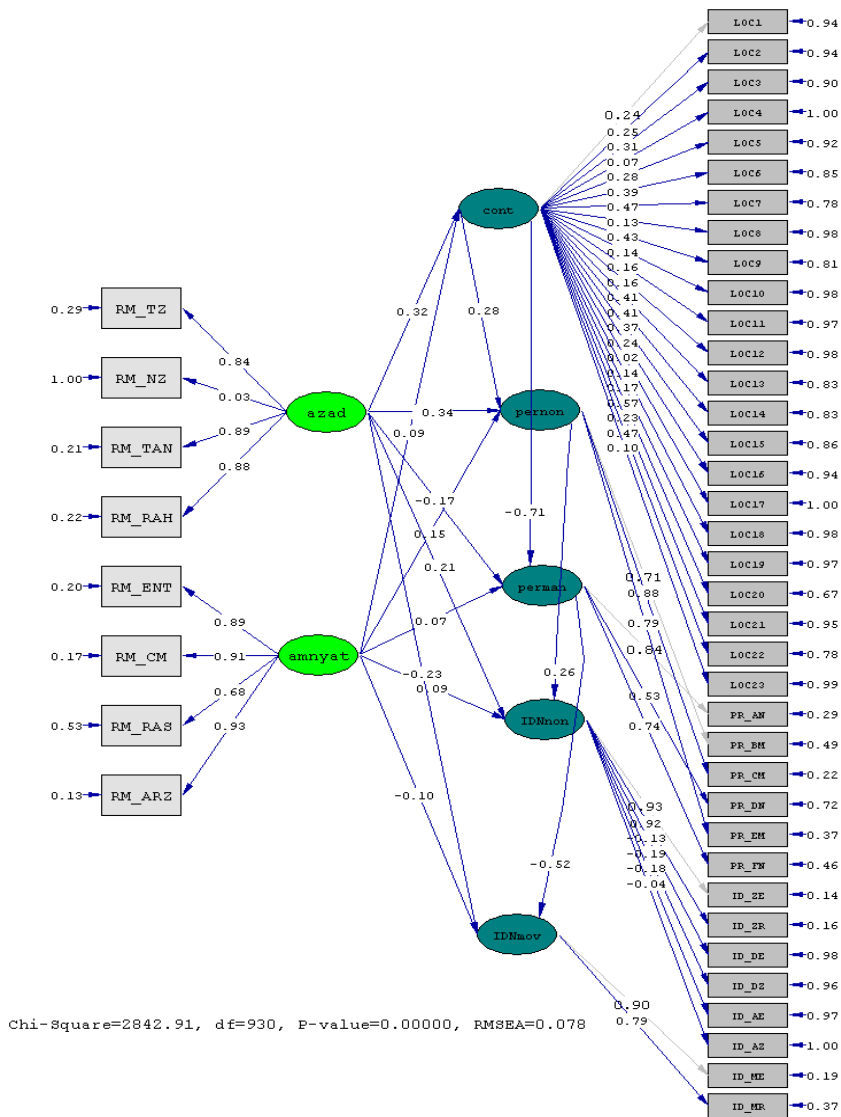 LOC1 0.94
LOC2 0.94
LOC3 0.90
LOC4 1.00
LOC5 0.92
LOC6 0.85
LOC7 0.78
LOC8 0.98
LOC9 0.81
LOC10 0.98
LOC11 0.97
LOC12 0.98
LOC13 0.83
LOC14 0.83
LOC15 0.86
LOC16 0.94
LOC17 1.00
LOC18 0.98
LOC19 0.97
LOC20 0.67
LOC21 0.95
LOC22 0.78
LOC23 0.99
PR_AN 0.29
PR_BM 0.49
PR_CM 0.22
PR_DN 0.72
PR_EM 0.37
PR_FN 0.46
ID_ZE 0.14
ID_ZR 0.16
ID_DE 0.98
ID_DZ 0.96
ID_AE 0.97
ID_AZ 1.00
ID_ME 0.19
ID_MR 0.37
0.24
0.25
0.31
0.07
0.28
0.39
0.47
0.13
0.43
0.14
0.16
0.16
0.41
0.41
0.37
0.24
0.02
0.14
0.17
0.57
0.23
0.47
0.10
cont
pernon
perman
IDNnon
IDNmov
0.29 RM_TZ
1.00 RM_NZ
0.21 RM_TAN
0.22 RM_RAH
0.20 RM_ENT
0.17 RM_CM
0.53 RM_RAS
0.13 RM_ARZ
0.84
0.03
0.89
0.88
azad
0.89
0.91
0.68
0.93
amnyat
0.32
0.28
0.34
0.09
-0.17
0.15
0.21
-0.71
0.07
-0.23
0.09
0.26
-0.10
-0.52
0.71
0.88
0.79
0.84
0.53
0.74
0.93
0.92
-0.13
-0.19
-0.18
-0.04
0.90
0.79
Chi-Square=2842.91, df=930, P-value=0.00000, RMSEA=0.078